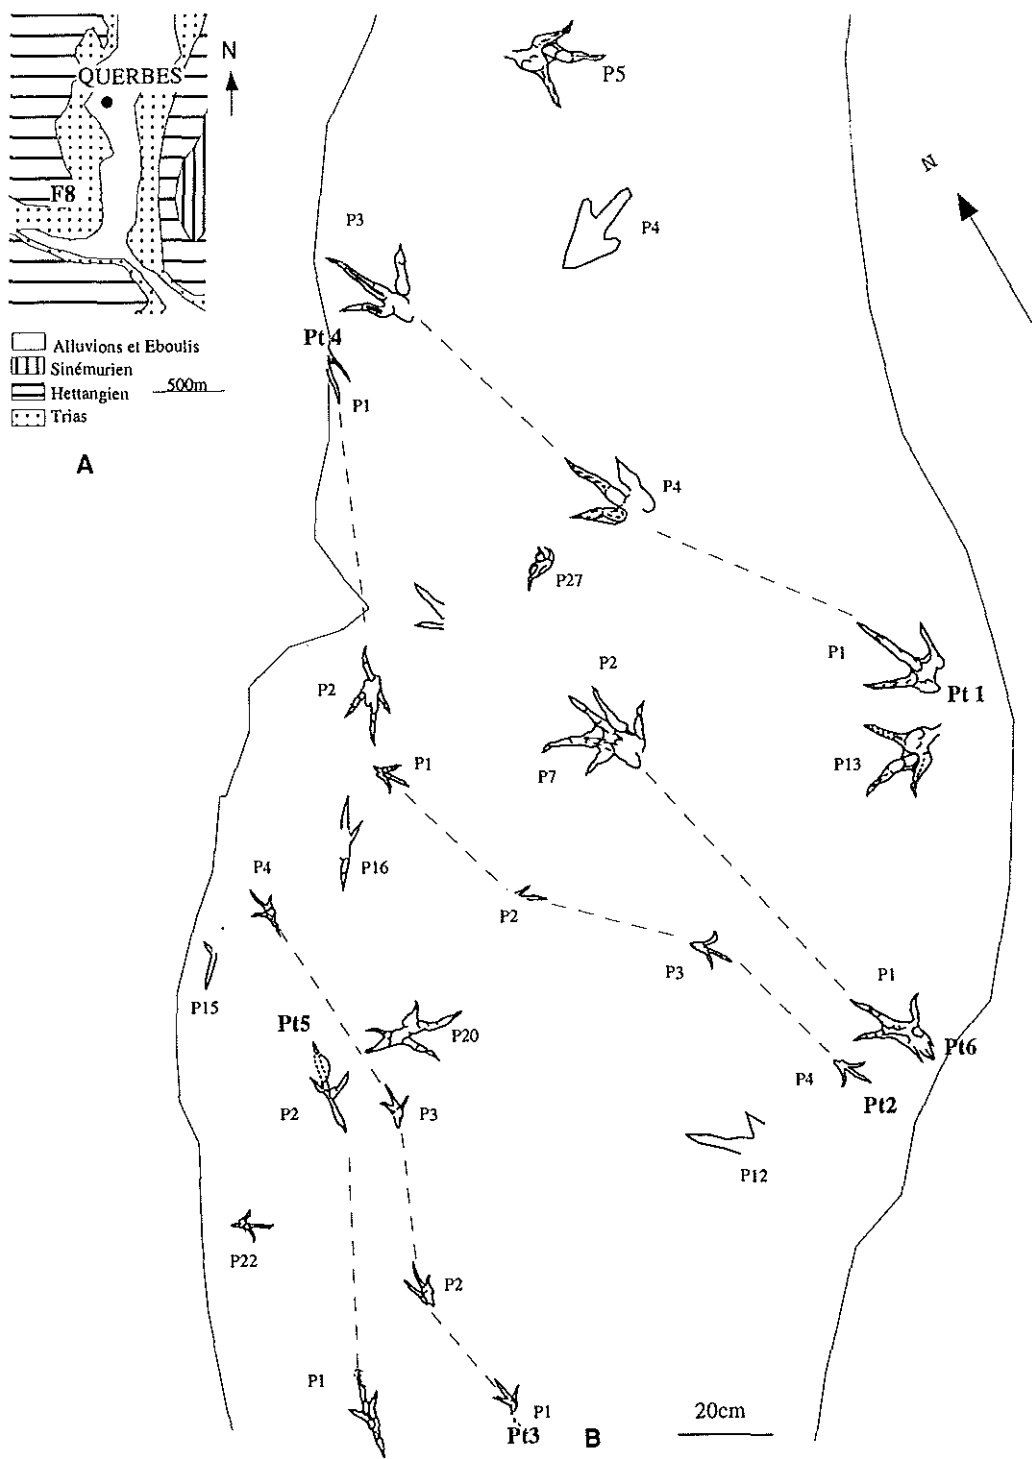 N
QUERBES
F8
Alluvions et Eboulis
Sinémurien
Hettangien
500m
Trias
A
P5
N
P3
P4
Pt 4
P1
P4
P27
P1
Pt 1
P2
P2
P1
P7
P13
P16
P4
P2
P3
P15
P1
Pt5
P20
Pt6
P4
P2
P3
Pt2
P12
P22
P2
P1
P1
20cm
Pt3
B